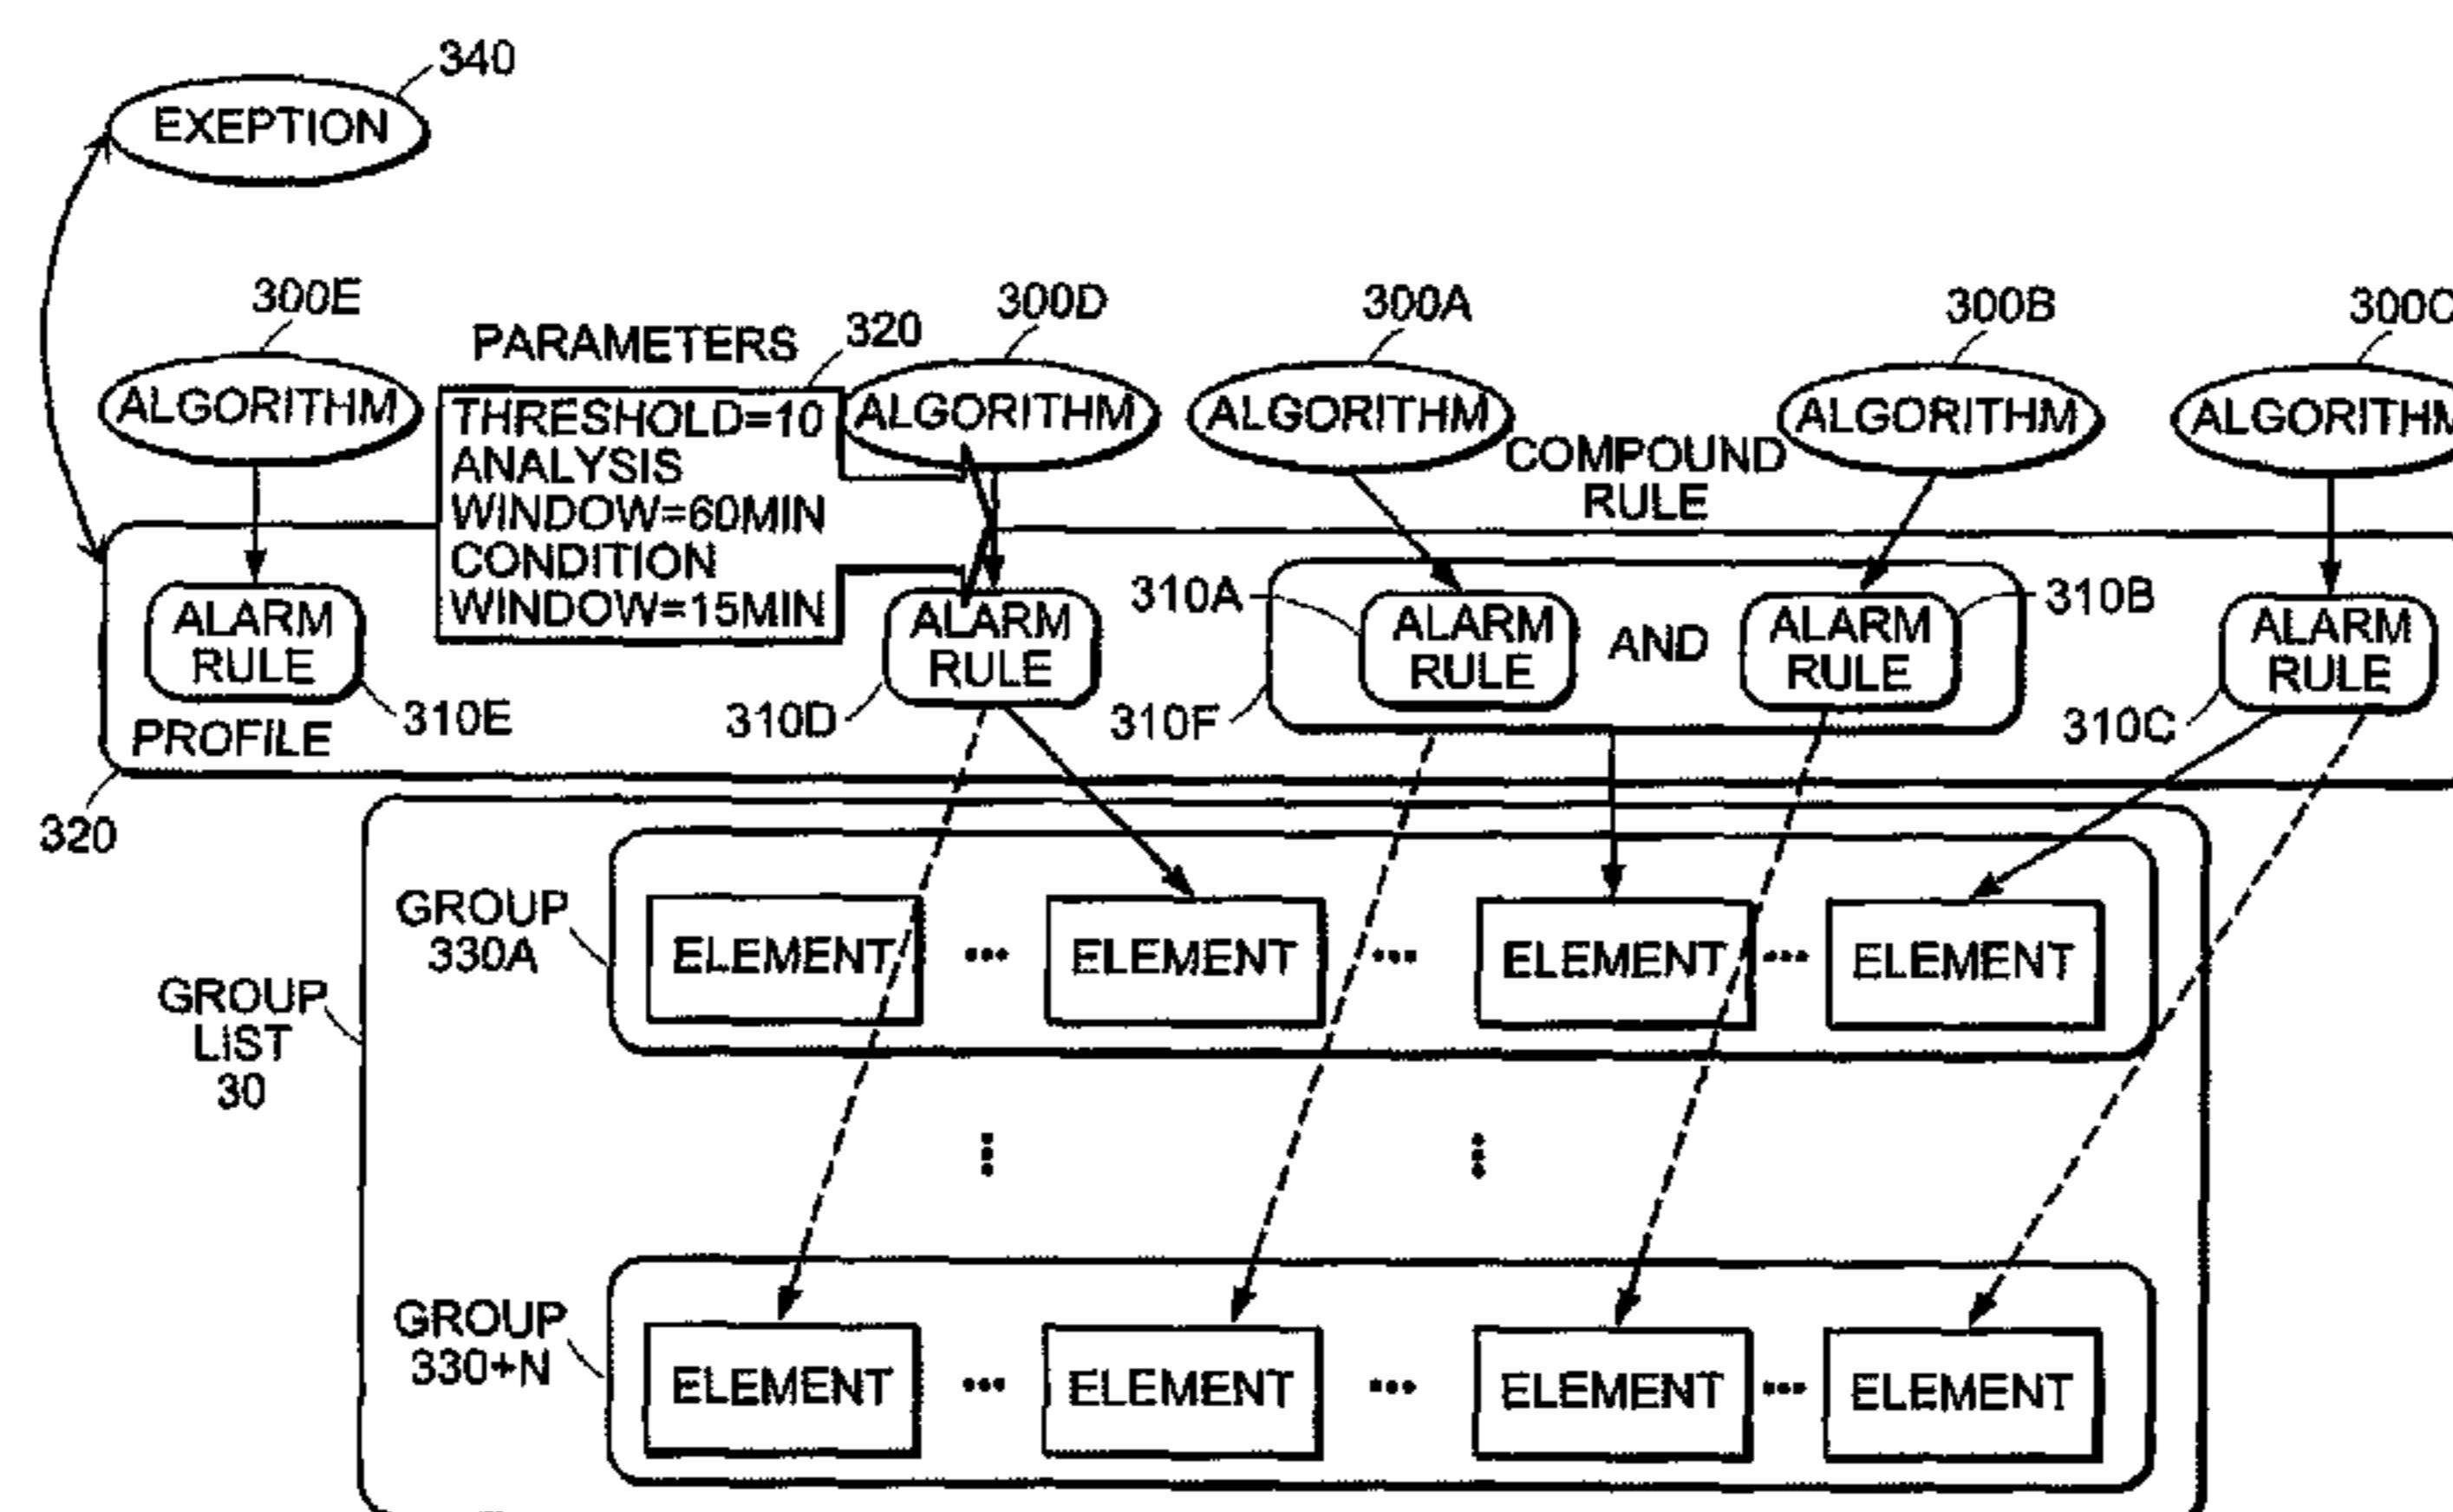 340
EXEPTION
300E
PARAMETERS
320
300D
300A
300B
300C
ALGORITHM
THRESHOLD=10
ANALYSIS
WINDOW=60MIN
CONDITION
WINDOW=15MIN
ALGORITHM
ALGORITHM
COMPOUND
RULE
ALGORITHM
ALGORITHM
ALARM
RULE
310E
PROFILE
320
ALARM
RULE
310D
310A
ALARM
RULE
AND
ALARM
RULE
310B
310F
ALARM
RULE
310C
GROUP
330A
ELEMENT ... ELEMENT ... ELEMENT ... ELEMENT
GROUP
LIST
30
GROUP
330+N
ELEMENT ... ELEMENT ... ELEMENT ... ELEMENT